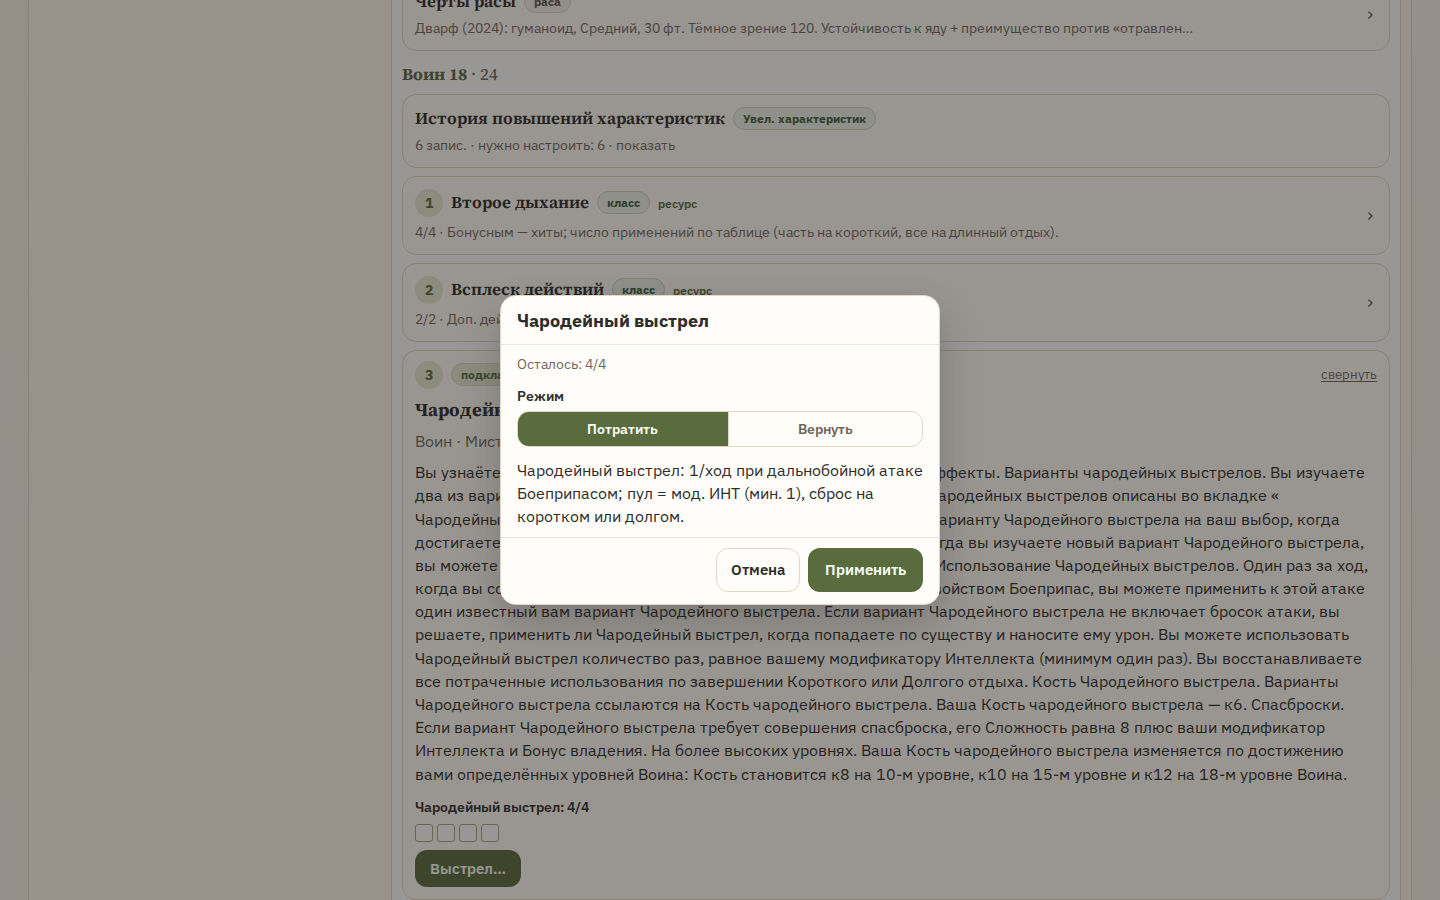 Черты расы раса
Дварф (2024): гуманоид, Средний, 30 фт. Тёмное зрение 120. Устойчивость к яду + преимущество против «отравлен...
Воин 18 · 24
История повышений характеристик Увел. характеристик
6 запис. · нужно настроить: 6 · показать
1 Второе дыхание класс ресурс
4/4 · Бонусным — хиты; число применений по таблице (часть на короткий, все на длинный отдых).
2 Всплеск действий класс ресурс
2/2 · Доп. дей
3 подкла
свернуть
Чародейн
Воин · Мист
Чародейный выстрел
Осталось: 4/4
Режим
Потратить Вернуть
Чародейный выстрел: 1/ход при дальнобойной атаке
Боеприпасом; пул = мод. ИНТ (мин. 1), сброс на
коротком или долгом.
Отмена Применить
Вы узнаёте ффекты. Варианты чародейных выстрелов. Вы изучаете
два из вари ародейных выстрелов описаны во вкладке «
Чародейны арианту Чародейного выстрела на ваш выбор, когда
достигаете гда вы изучаете новый вариант Чародейного выстрела,
вы можете Использование Чародейных выстрелов. Один раз за ход,
когда вы со войством Боеприпас, вы можете применить к этой атаке
один известный вам вариант Чародейного выстрела. Если вариант Чародейного выстрела не включает бросок атаки, вы
решаете, применить ли Чародейный выстрел, когда попадаете по существу и наносите ему урон. Вы можете использовать
Чародейный выстрел количество раз, равное вашему модификатору Интеллекта (минимум один раз). Вы восстанавливаете
все потраченные использования по завершении Короткого или Долгого отдыха. Кость Чародейного выстрела. Варианты
Чародейного выстрела ссылаются на Кость чародейного выстрела. Ваша Кость чародейного выстрела — к6. Спасброски.
Если вариант Чародейного выстрела требует совершения спасброска, его Сложность равна 8 плюс ваши модификатор
Интеллекта и Бонус владения. На более высоких уровнях. Ваша Кость чародейного выстрела изменяется по достижению
вами определённых уровней Воина: Кость становится к8 на 10-м уровне, к10 на 15-м уровне и к12 на 18-м уровне Воина.
Чародейный выстрел: 4/4
Выстрел...